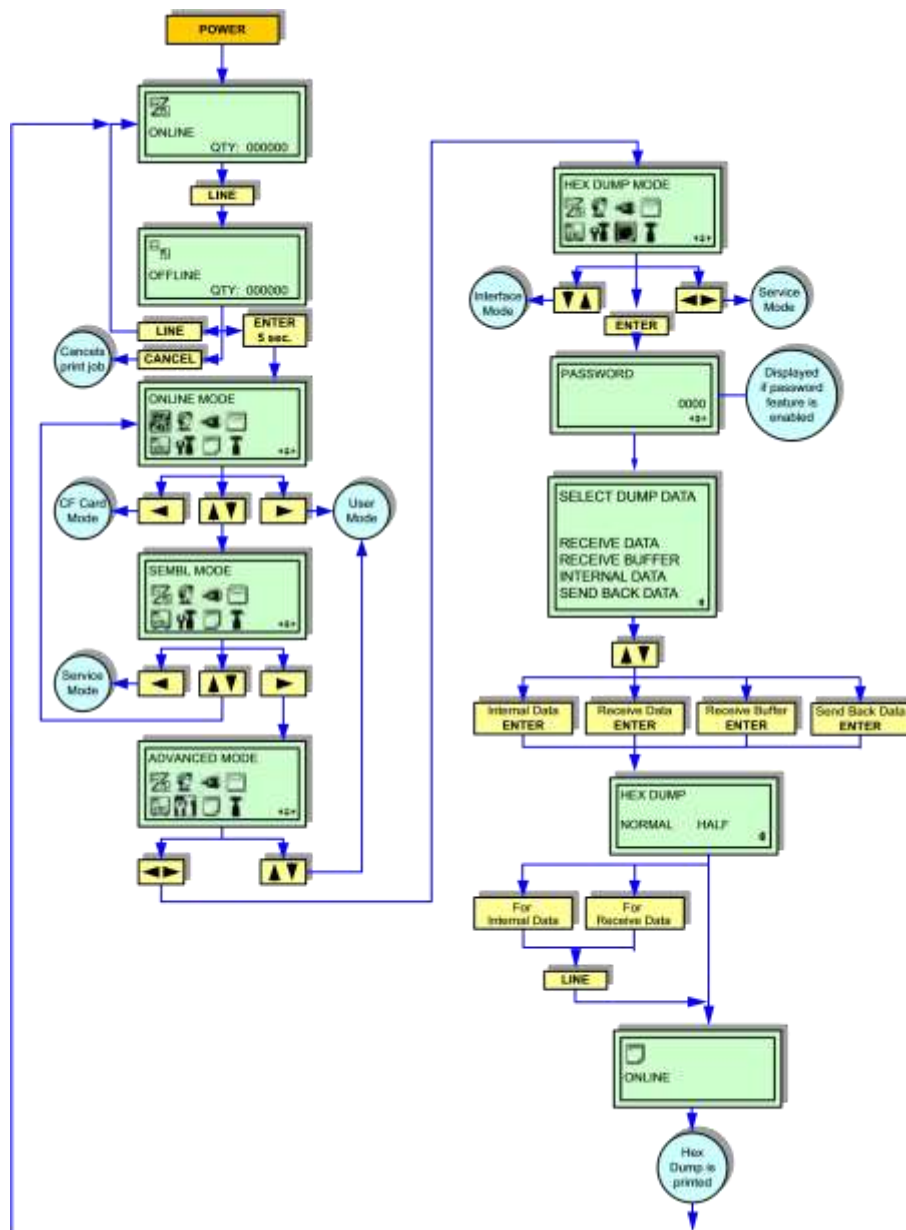 POWER
ONLINE
QTY: 000000
LINE
OFFLINE
QTY: 000000
LINE
ENTER
5 sec.
CANCEL
Cancels
print job
ONLINE MODE
CF Card
Mode
User
Mode
SEMBL MODE
Service
Mode
ADVANCED MODE
HEX DUMP MODE
Interface
Mode
Service
Mode
ENTER
PASSWORD
0000
Displayed
if password
feature is
enabled
SELECT DUMP DATA
RECEIVE DATA
RECEIVE BUFFER
INTERNAL DATA
SEND BACK DATA
Internal Data
ENTER
Receive Data
ENTER
Receive Buffer
ENTER
Send Back Data
ENTER
HEX DUMP
NORMAL HALF
For
Internal Data
For
Receive Data
LINE
ONLINE
Hex
Dump is
printed